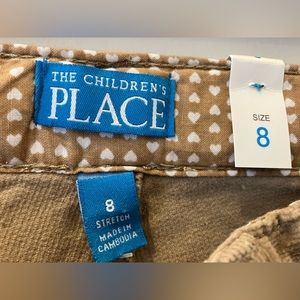 THE CHILDREN'S
PLACE
SIZE
8
8
STRETCH
MADE IN
CAMBODIA